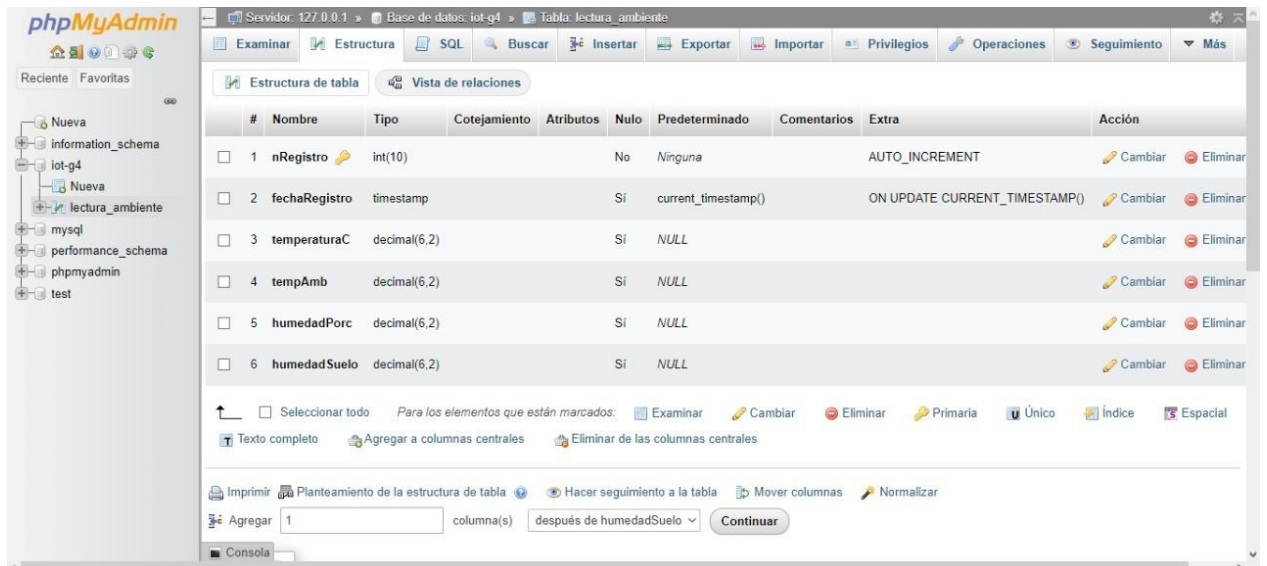 phpMyAdmin
Reciente Favoritas
Nueva
information_schema
iot-g4
Nueva
lectura_ambiente
mysql
performance_schema
phpmyadmin
test
Servidor: 127.0.0.1 » Base de datos: iot-g4 » Tabla: lectura_ambiente
Examinar Estructura SQL Buscar Insertar Exportar Importar Privilegios Operaciones Seguimiento Más
Estructura de tabla Vista de relaciones
# Nombre Tipo Cotejamiento Atributos Nulo Predeterminado Comentarios Extra Acción
1 nRegistro int(10) No Ninguna AUTO_INCREMENT Cambiar Eliminar
2 fechaRegistro timestamp Sí current_timestamp() ON UPDATE CURRENT_TIMESTAMP() Cambiar Eliminar
3 temperaturaC decimal(6,2) Sí NULL Cambiar Eliminar
4 tempAmb decimal(6,2) Sí NULL Cambiar Eliminar
5 humedadPorc decimal(6,2) Sí NULL Cambiar Eliminar
6 humedadSuelo decimal(6,2) Sí NULL Cambiar Eliminar
Seleccionar todo Para los elementos que están marcados: Examinar Cambiar Eliminar Primaria Único Índice Espacial
Texto completo Agregar a columnas centrales Eliminar de las columnas centrales
Imprimir Planteamiento de la estructura de tabla Hacer seguimiento a la tabla Mover columnas Normalizar
Agregar 1 columna(s) después de humedadSuelo Continuar
Consola